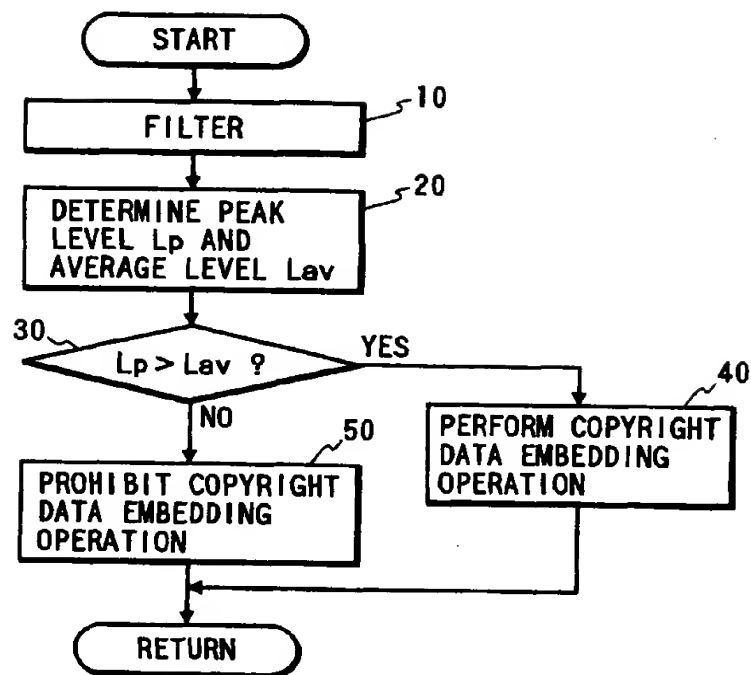 START
10
FILTER
20
DETERMINE PEAK
LEVEL Lp AND
AVERAGE LEVEL Lav
30
Lp > Lav ?
YES
NO
40
PERFORM COPYRIGHT
DATA EMBEDDING
OPERATION
50
PROHIBIT COPYRIGHT
DATA EMBEDDING
OPERATION
RETURN